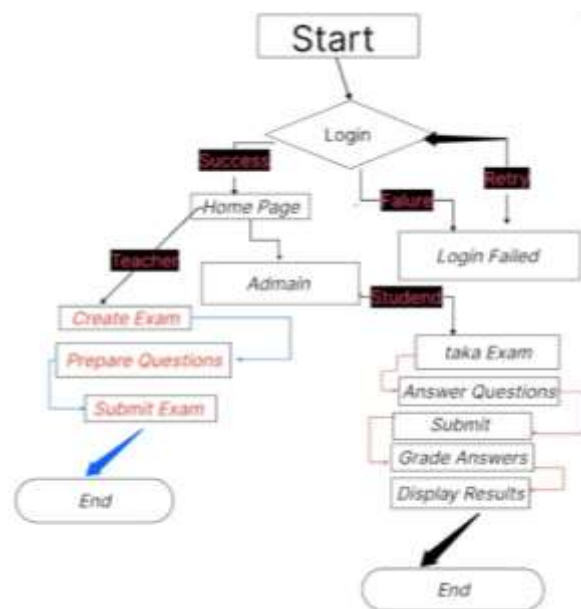 Start
Login
Success
Retry
Home Page
Falure
Login Failed
Teacher
Admain
Studend
Create Exam
taka Exam
Prepare Questions
Answer Questions
Submit Exam
Submit
Grade Answers
Display Results
End
End